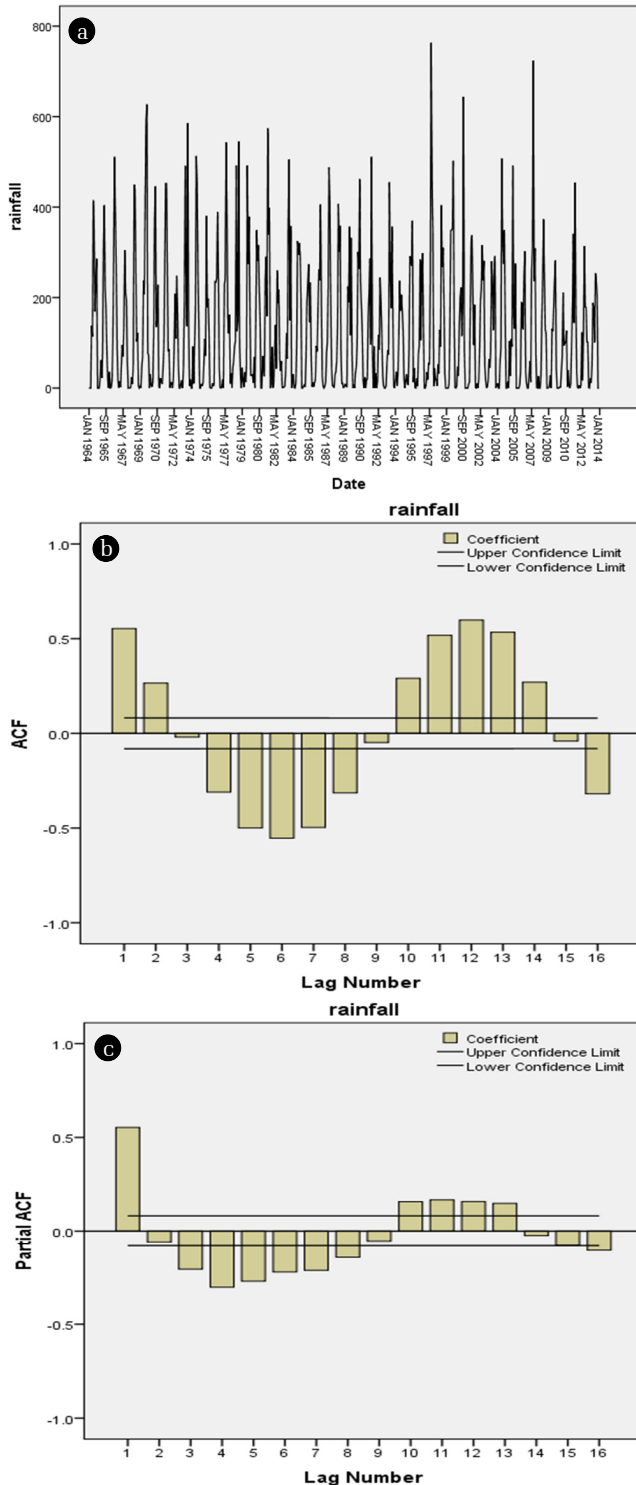 a
800
600
400
200
0
rainfall
JAN 1964
SEP 1965
MAY 1967
JAN 1969
SEP 1970
MAY 1972
JAN 1974
SEP 1975
MAY 1977
JAN 1979
SEP 1980
MAY 1982
JAN 1984
SEP 1985
MAY 1987
JAN 1989
SEP 1990
MAY 1992
JAN 1994
SEP 1995
MAY 1997
JAN 1999
SEP 2000
MAY 2002
JAN 2004
SEP 2005
MAY 2007
JAN 2009
SEP 2010
MAY 2012
JAN 2014
Date
rainfall
b
Coefficient
Upper Confidence Limit
Lower Confidence Limit
1.0
0.5
0.0
-0.5
-1.0
ACF
1 2 3 4 5 6 7 8 9 10 11 12 13 14 15 16
Lag Number
rainfall
c
Coefficient
Upper Confidence Limit
Lower Confidence Limit
1.0
0.5
0.0
-0.5
-1.0
Partial ACF
1 2 3 4 5 6 7 8 9 10 11 12 13 14 15 16
Lag Number